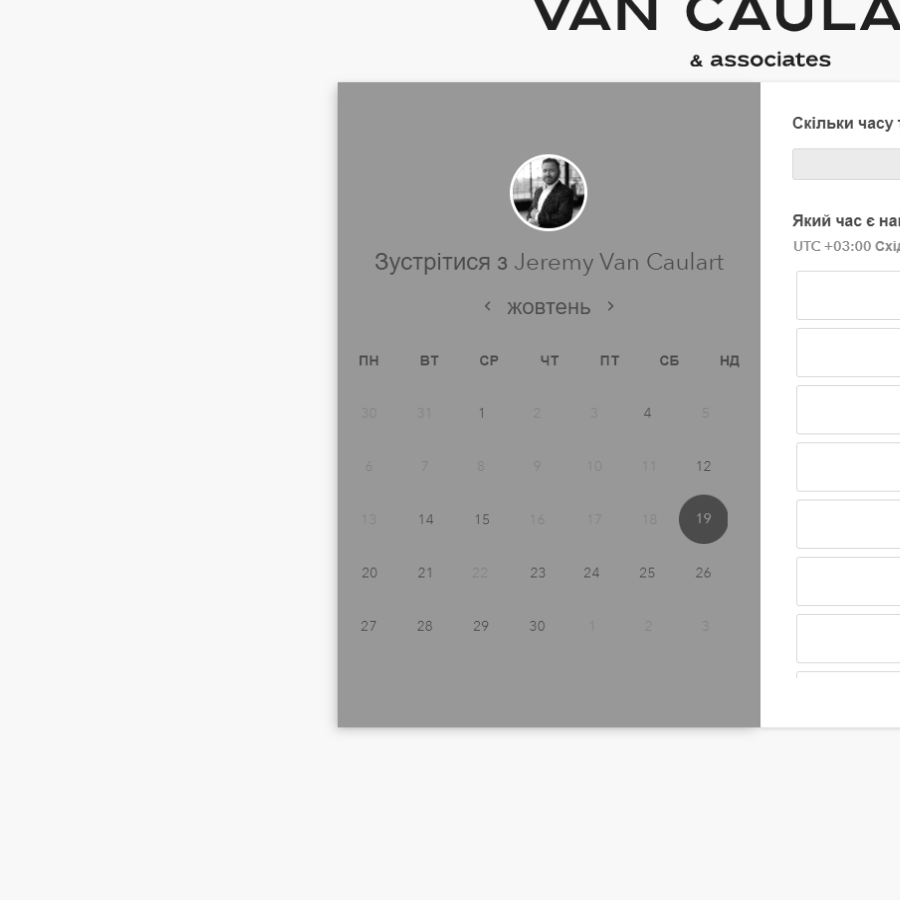 VAN CAULA
& associates
Зустрітися з Jeremy Van Caulart
жовтень
ПН ВТ СР ЧТ ПТ СБ НД
30 31 1 2 3 4 5
6 7 8 9 10 11 12
13 14 15 16 17 18 19
20 21 22 23 24 25 26
27 28 29 30 1 2 3
Скільки часу
Який час є
UTC +03:00